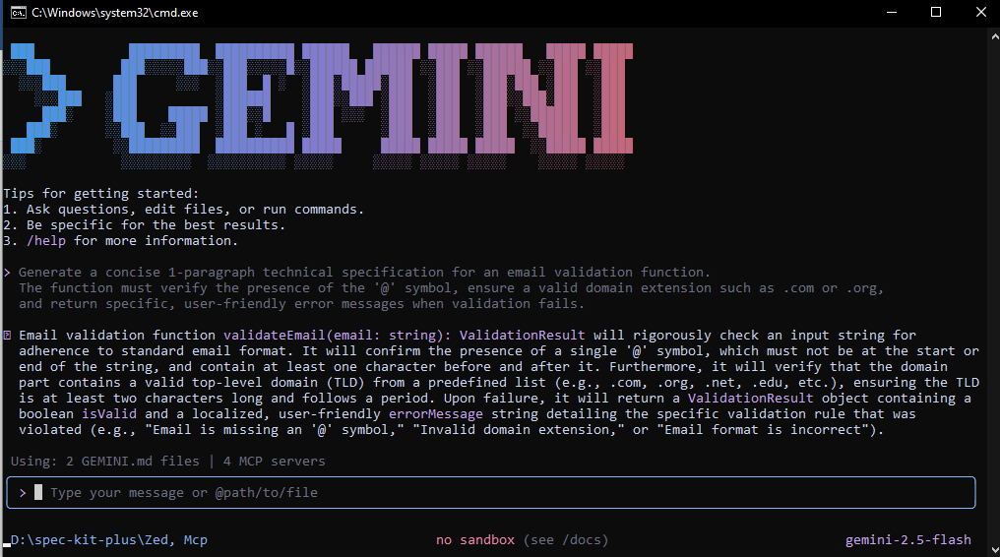 C:\Windows\system32\cmd.exe
> GEMINI
Tips for getting started:
1. Ask questions, edit files, or run commands.
2. Be specific for the best results.
3. /help for more information.
> Generate a concise 1-paragraph technical specification for an email validation function.
The function must verify the presence of the '@' symbol, ensure a valid domain extension such as .com or .org,
and return specific, user-friendly error messages when validation fails.
Email validation function validateEmail(email: string): ValidationResult will rigorously check an input string for
adherence to standard email format. It will confirm the presence of a single '@' symbol, which must not be at the start or
end of the string, and contain at least one character before and after it. Furthermore, it will verify that the domain
part contains a valid top-level domain (TLD) from a predefined list (e.g., .com, .org, .net, .edu, etc.), ensuring the TLD
is at least two characters long and follows a period. Upon failure, it will return a ValidationResult object containing a
boolean isValid and a localized, user-friendly errorMessage string detailing the specific validation rule that was
violated (e.g., "Email is missing an '@' symbol," "Invalid domain extension," or "Email format is incorrect").
Using: 2 GEMINI.md files | 4 MCP servers
> Type your message or @path/to/file
D:\spec-kit-plus\Zed, Mcp no sandbox (see /docs) gemini-2.5-flash